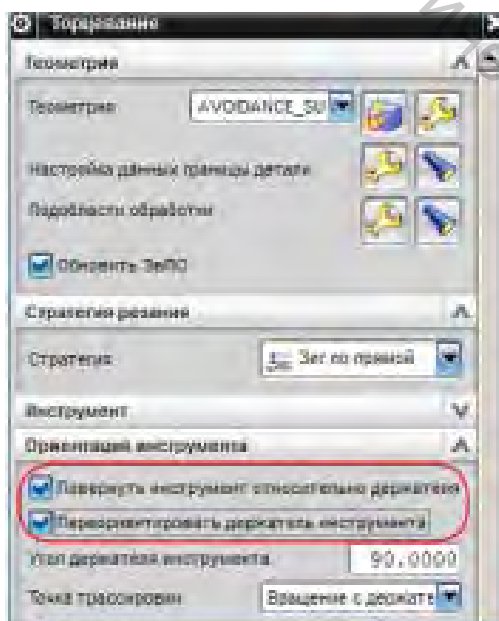 Торцевание
Геометрия
Геометрия AVOIDANCE_SU
Настройка данных границы детали
Подобласти обработки
Обновить ЗвПО
Стратегия резания
Стратегия Зег по прямой
Инструмент
Ориентация инструмента
Повернуть инструмент относительно держателя
Переориентировать держатель инструмента
Угол держателя инструмента 90.0000
Точка трассировки Вращение с держате